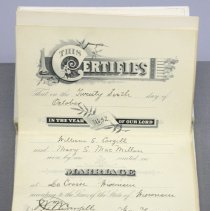 THIS
CERTIFIES
that on the Twenty Sixth day of
October
IN THE YEAR 1892 OF OUR LORD
William S. Cargill
and Mary E. MacMillan
were by me united in
MARRIAGE
at La Crosse Wisconsin
according to the Laws of the State of Wisconsin